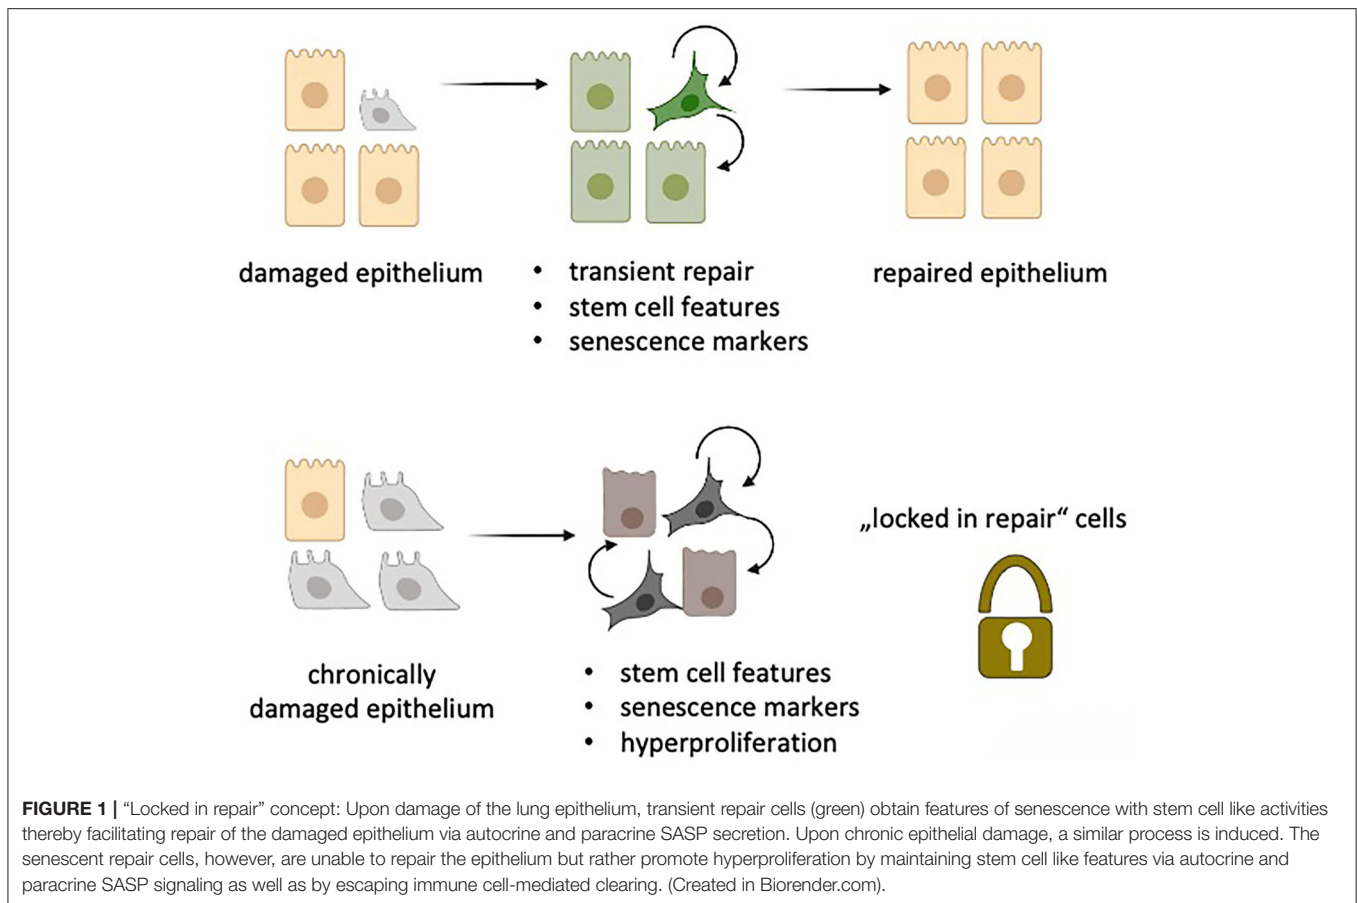 damaged epithelium
• transient repair
• stem cell features
• senescence markers
repaired epithelium
„locked in repair“ cells
chronically
damaged epithelium
• stem cell features
• senescence markers
• hyperproliferation
FIGURE 1 | “Locked in repair” concept: Upon damage of the lung epithelium, transient repair cells (green) obtain features of senescence with stem cell like activities
thereby facilitating repair of the damaged epithelium via autocrine and paracrine SASP secretion. Upon chronic epithelial damage, a similar process is induced. The
senescent repair cells, however, are unable to repair the epithelium but rather promote hyperproliferation by maintaining stem cell like features via autocrine and
paracrine SASP signaling as well as by escaping immune cell-mediated clearing. (Created in Biorender.com).